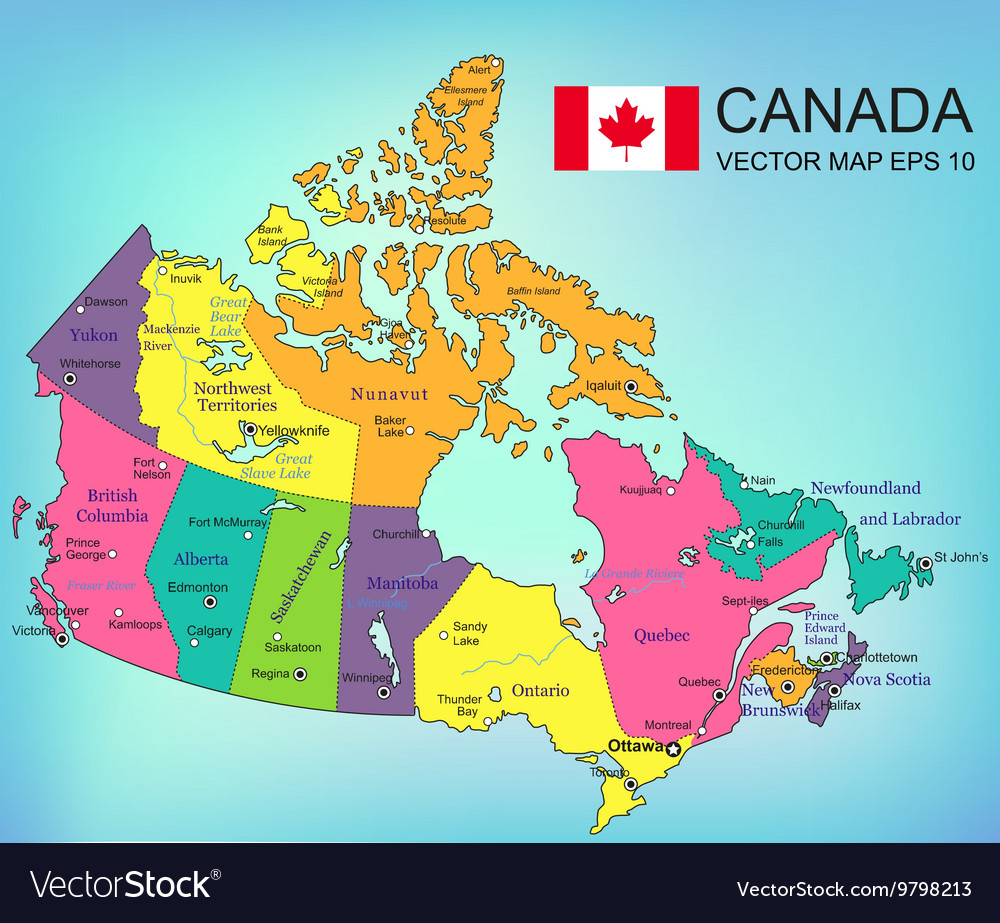 CANADA
VECTOR MAP EPS 10
Alert
Ellesmere
Island
Resolute
Bank
Island
Victoria
Island
Baffin Island
Inuvik
Great
Bear
Lake
Mackenzie
River
Dawson
Yukon
Whitehorse
Gjoa
Haven
Iqaluit
Northwest
Territories
Nunavut
Baker
Lake
Yellowknife
Great
Slave Lake
Fort
Nelson
British
Columbia
Prince
George
Fraser River
Vancouver
Victoria
Kamloops
Fort McMurray
Alberta
Edmonton
Calgary
Saskatchewan
Saskatoon
Regina
Churchill
Manitoba
L.Winnibag
Winnipeg
Sandy
Lake
Ontario
Thunder
Bay
Kuujjuaq
Nain
Newfoundland
and Labrador
Churchill
Falls
St John's
La Grande Riviere
Sept-iles
Quebec
Prince
Edward
Island
Charlottetown
Fredericton
Nova Scotia
New
Brunswick
Halifax
Quebec
Montreal
Ottawa
Toronto
VectorStock®
VectorStock.com/9798213